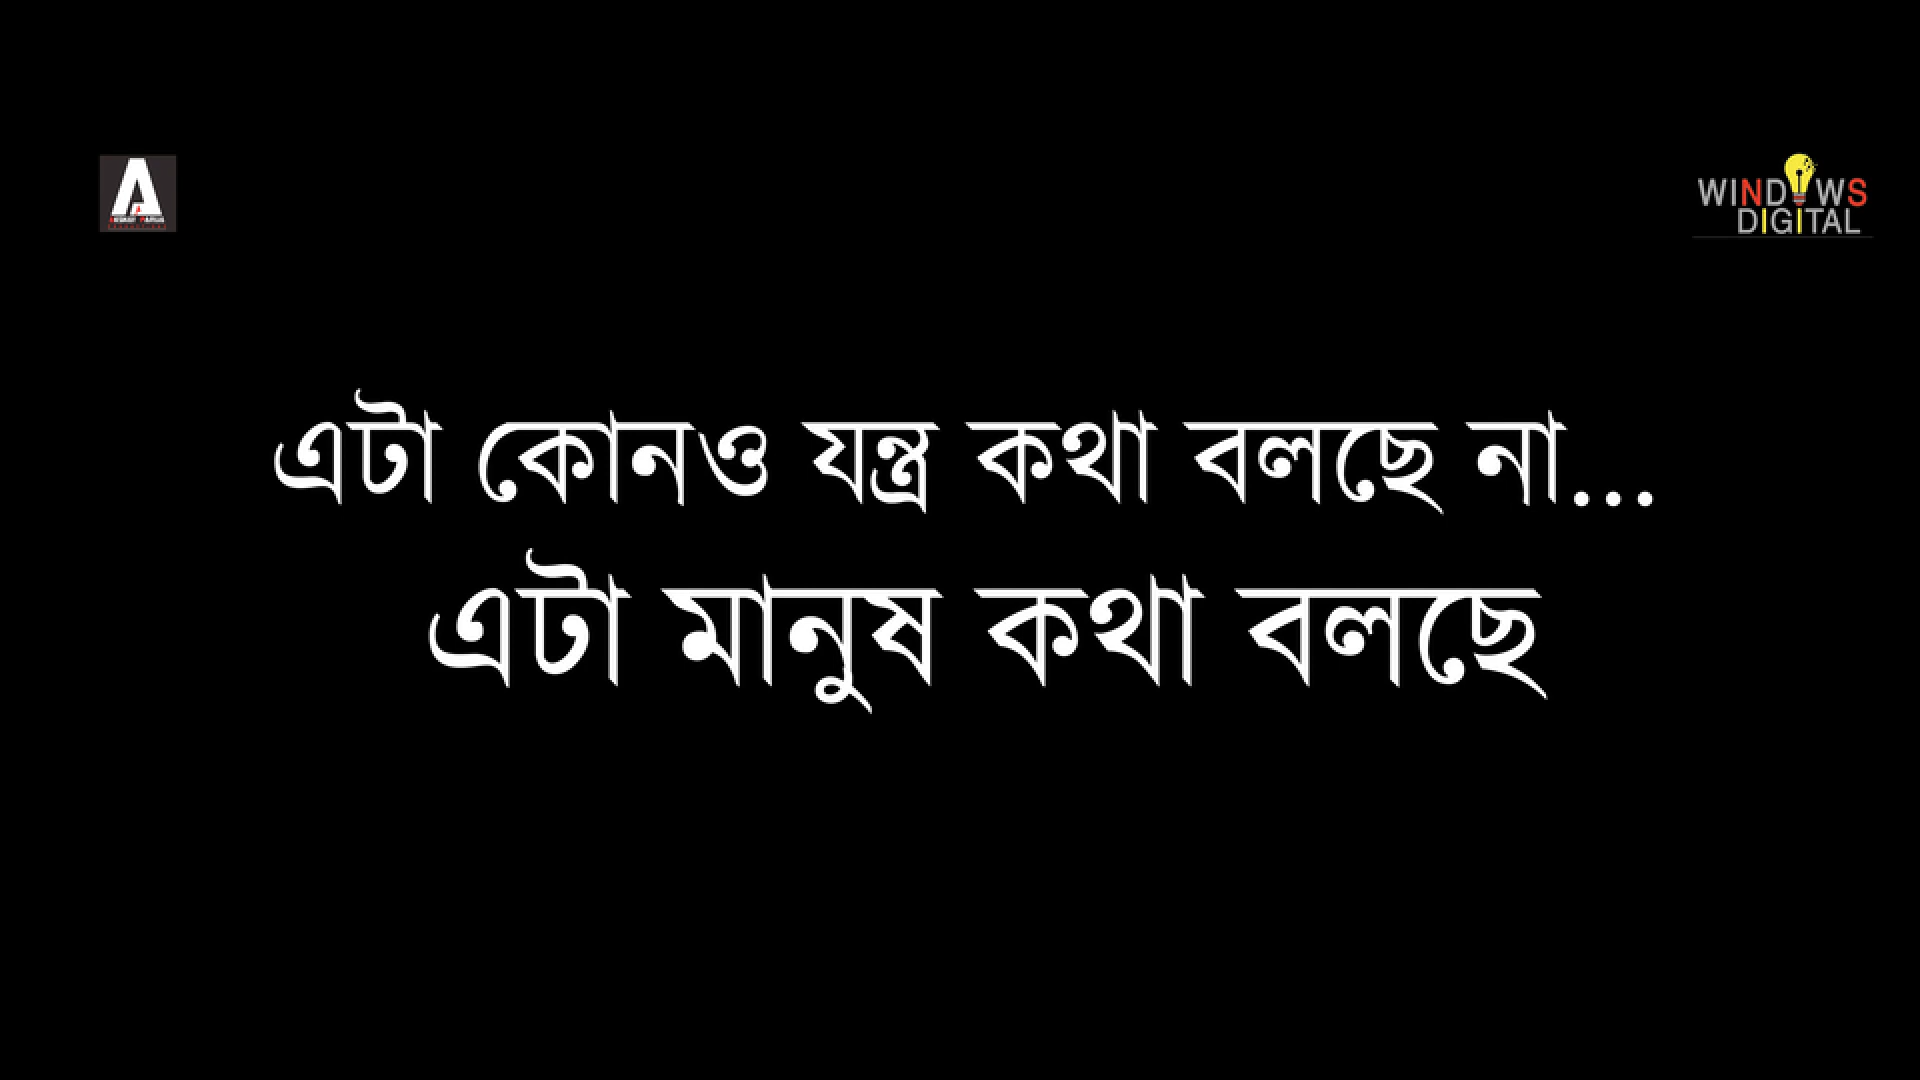 A
WINDOWS
DIGITAL
এটা কোনও যন্ত্র কথা বলছে না...
এটা মানুষ কথা বলছে